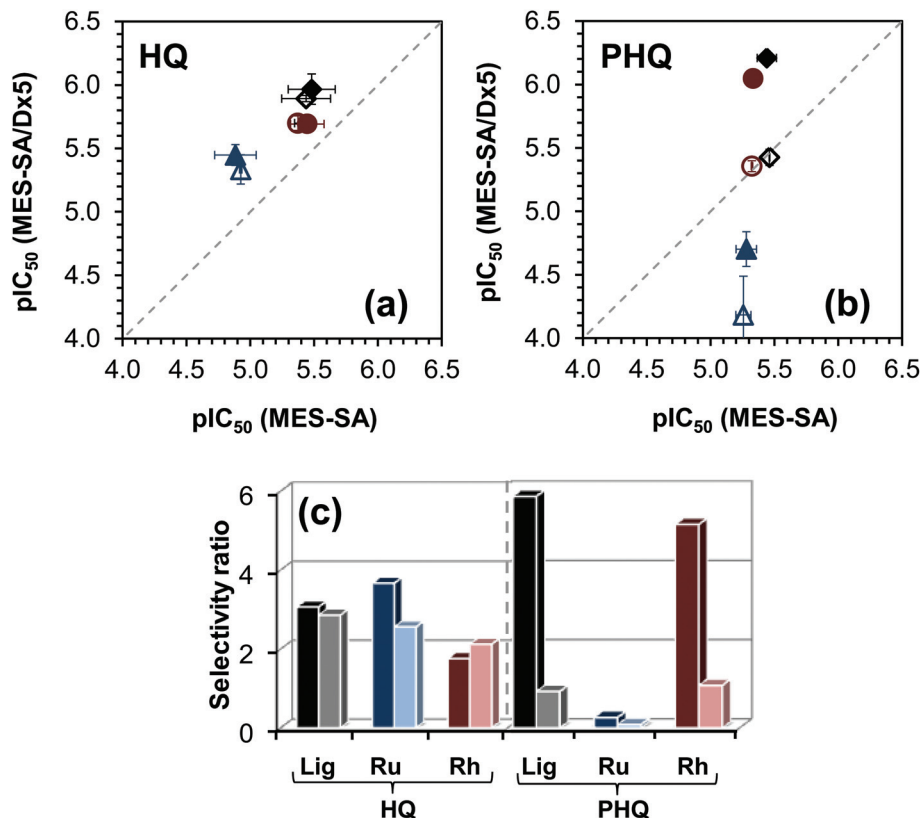 HQ
pIC50 (MES-SA/Dx5)
6.5
6.0
5.5
5.0
4.5
4.0
(a)
4.0 4.5 5.0 5.5 6.0 6.5
pIC50 (MES-SA)
PHQ
pIC50 (MES-SA/Dx5)
6.5
6.0
5.5
5.0
4.5
4.0
(b)
4.0 4.5 5.0 5.5 6.0 6.5
pIC50 (MES-SA)
(c)
Selectivity ratio
6
4
2
0
Lig Ru Rh Lig Ru Rh
HQ PHQ